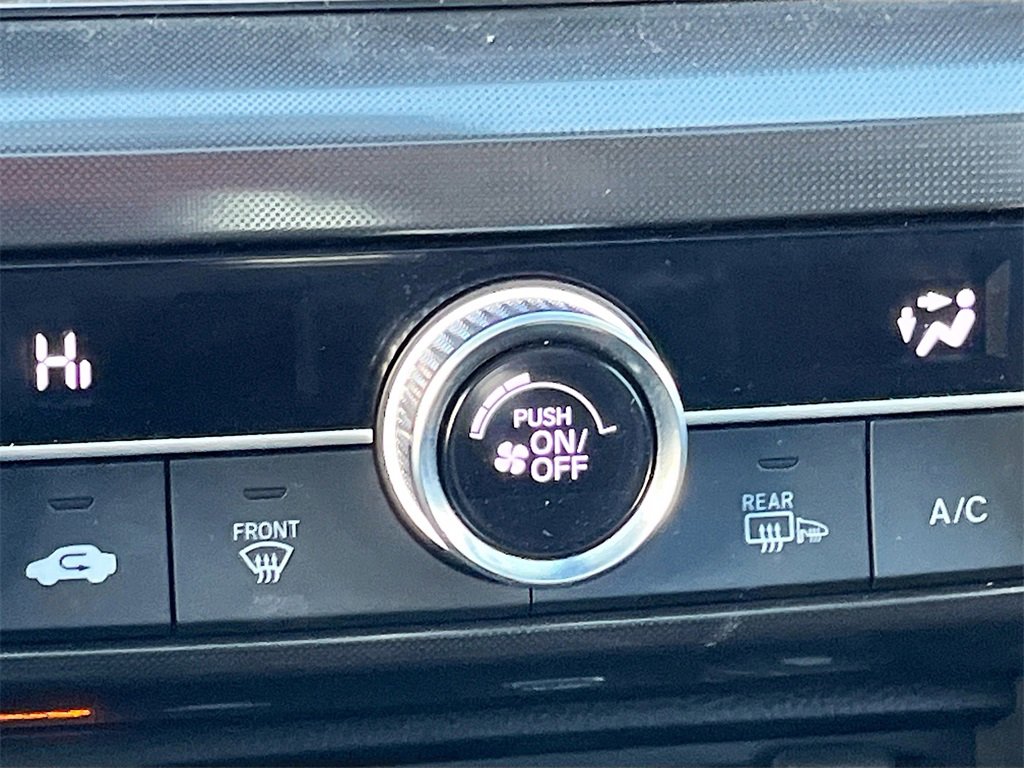 Hi
PUSH
ON/
OFF
FRONT
REAR
A/C